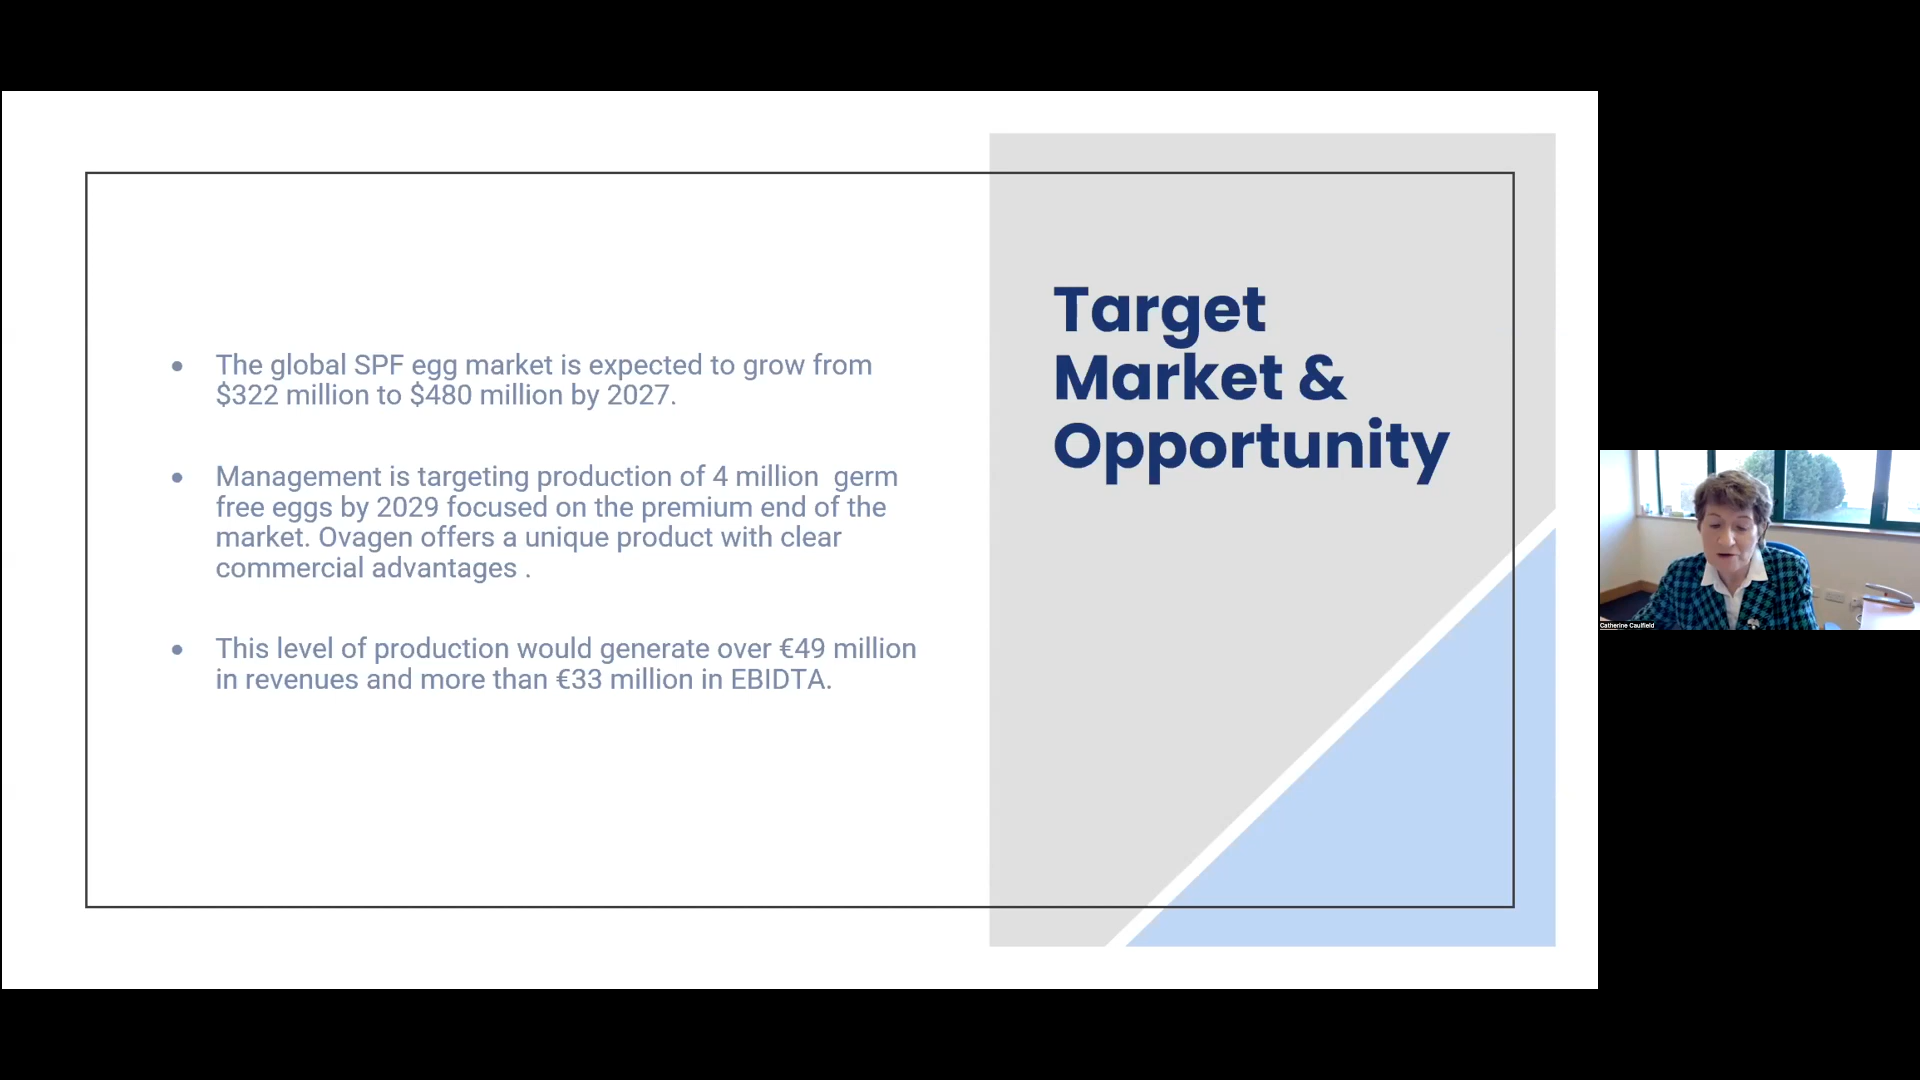 The global SPF egg market is expected to grow from
$322 million to $480 million by 2027.
Management is targeting production of 4 million  germ
free eggs by 2029 focused on the premium end of the
market. Ovagen offers a unique product with clear
commercial advantages .
This level of production would generate over €49 million
in revenues and more than €33 million in EBIDTA.
Target
Market &
Opportunity
Catherine Caulfield